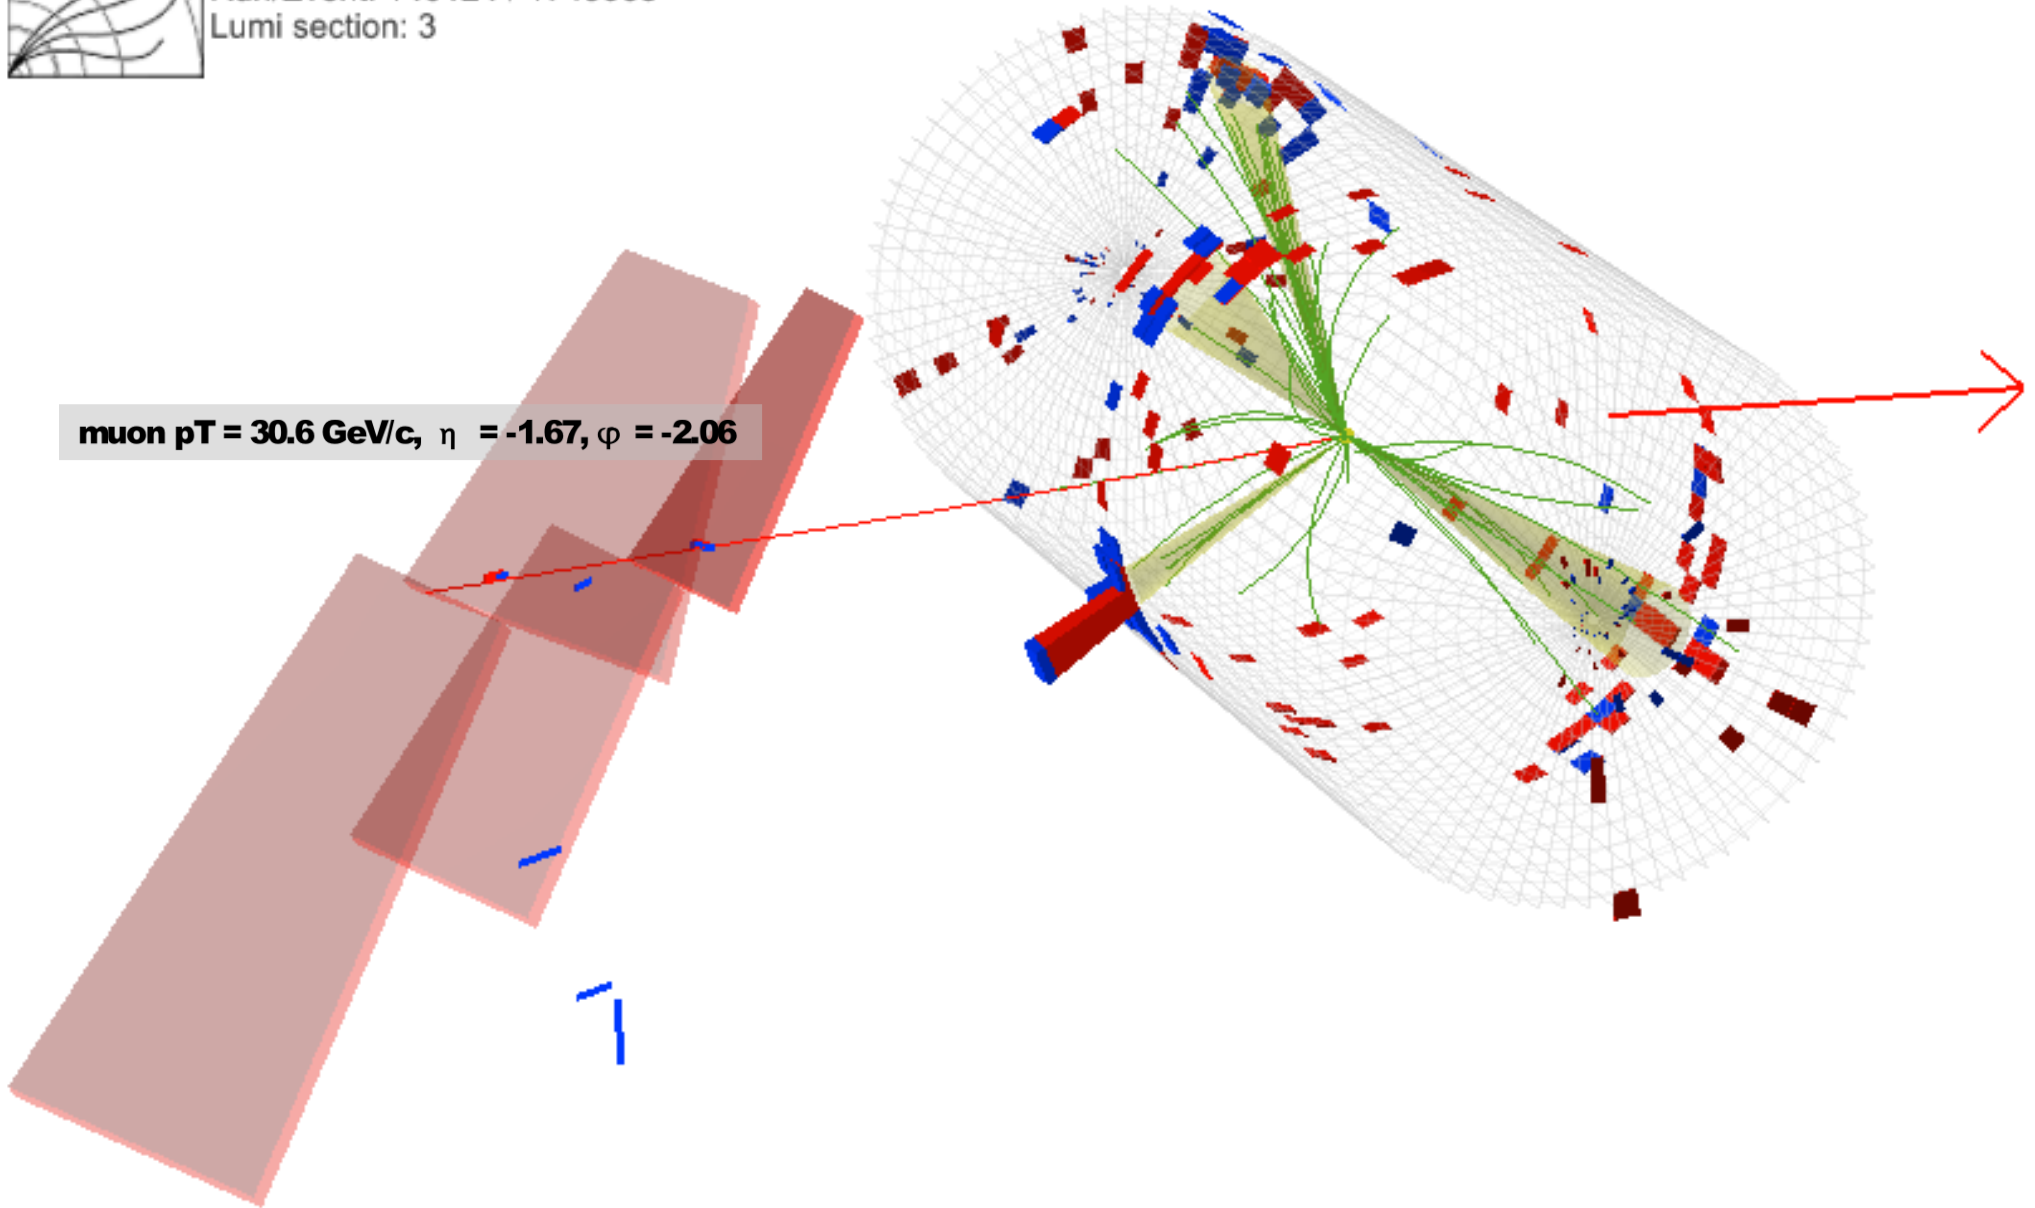 Lumi section: 3
muon pT = 30.6 GeV/c, η = -1.67, φ = -2.06